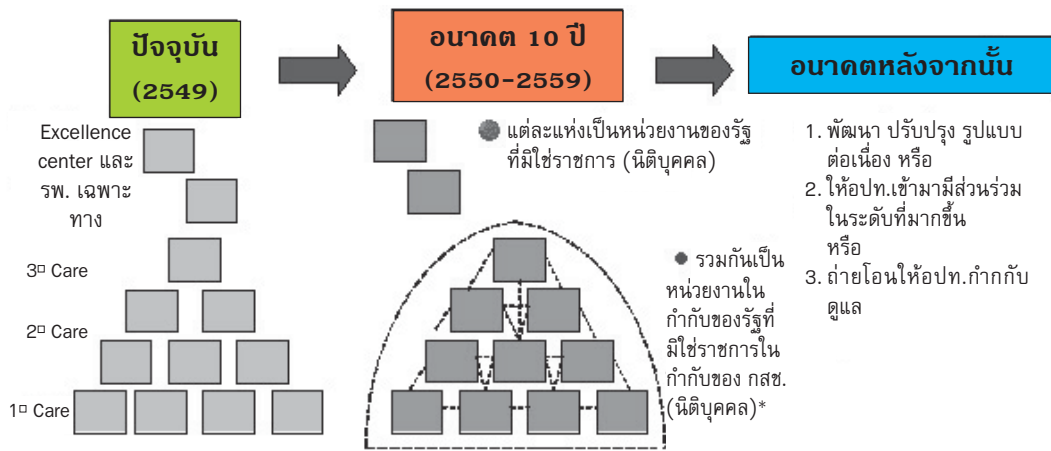 ปัจจุบัน
(2549)
อนาคต 10 ปี
(2550-2559)
อนาคตหลังจากนั้น
Excellence
center และ
รพ. เฉพาะ
ทาง
3º Care
2º Care
1º Care
แต่ละแห่งเป็นหน่วยงานของรัฐ
ที่มิใช่ราชการ (นิติบุคคล)
รวมกันเป็น
หน่วยงานใน
กำกับของรัฐที่
มิใช่ราชการใน
กำกับของ กสช.
(นิติบุคคล)*
1. พัฒนา ปรับปรุง รูปแบบ
ต่อเนื่อง หรือ
2. ให้อปท.เข้ามามีส่วนร่วม
ในระดับที่มากขึ้น
หรือ
3. ถ่ายโอนให้อปท.กำกกับ
ดูแล